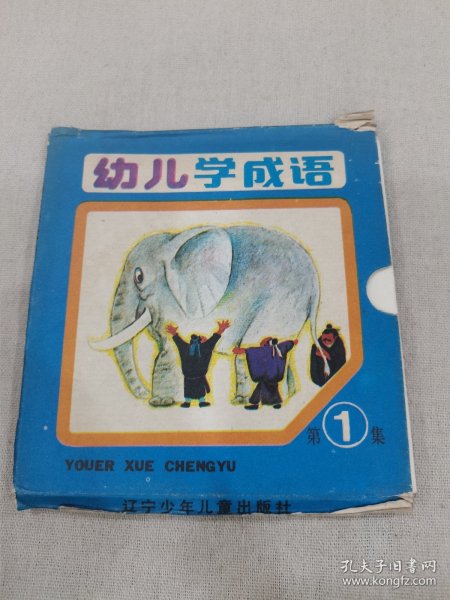 幼儿学成语
第1集
YOUER XUE CHENGYU
辽宁少年儿童出版社
孔夫子旧书网
www.kongfz.com